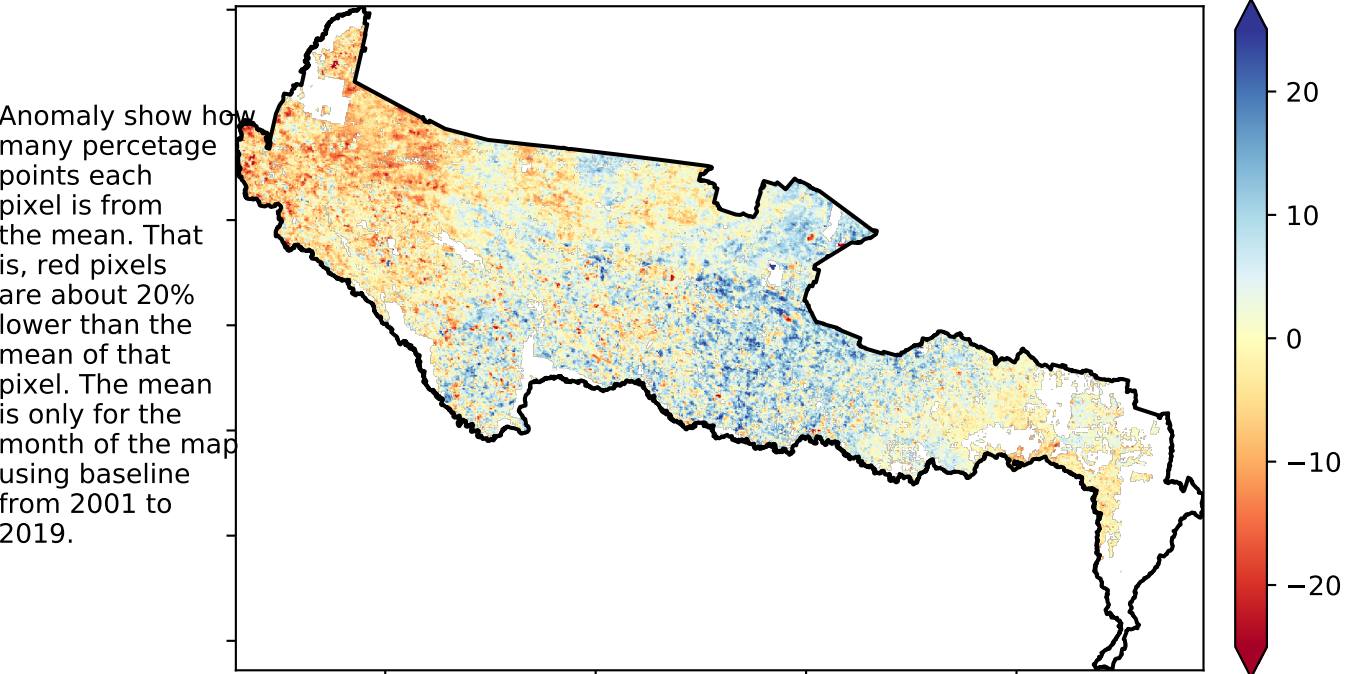 Anomaly show how
many percetage
points each
pixel is from
the mean. That
is, red pixels
are about 20%
lower than the
mean of that
pixel. The mean
is only for the
month of the map
using baseline
from 2001 to
2019.
20
10
0
−10
−20